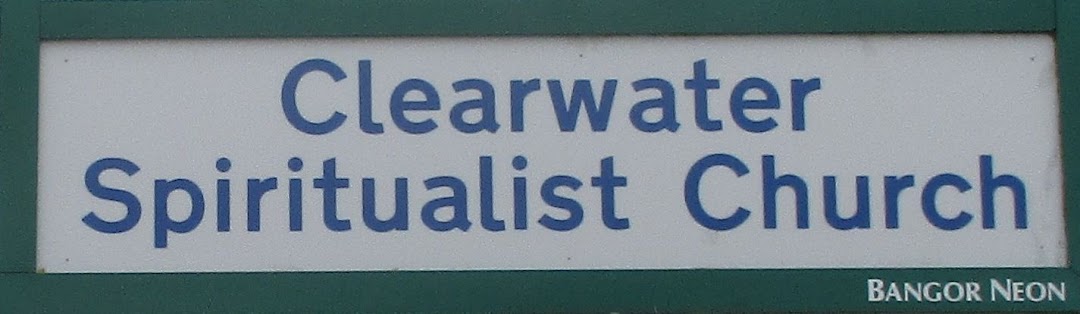 Clearwater
Spiritualist Church
BANGOR NEON